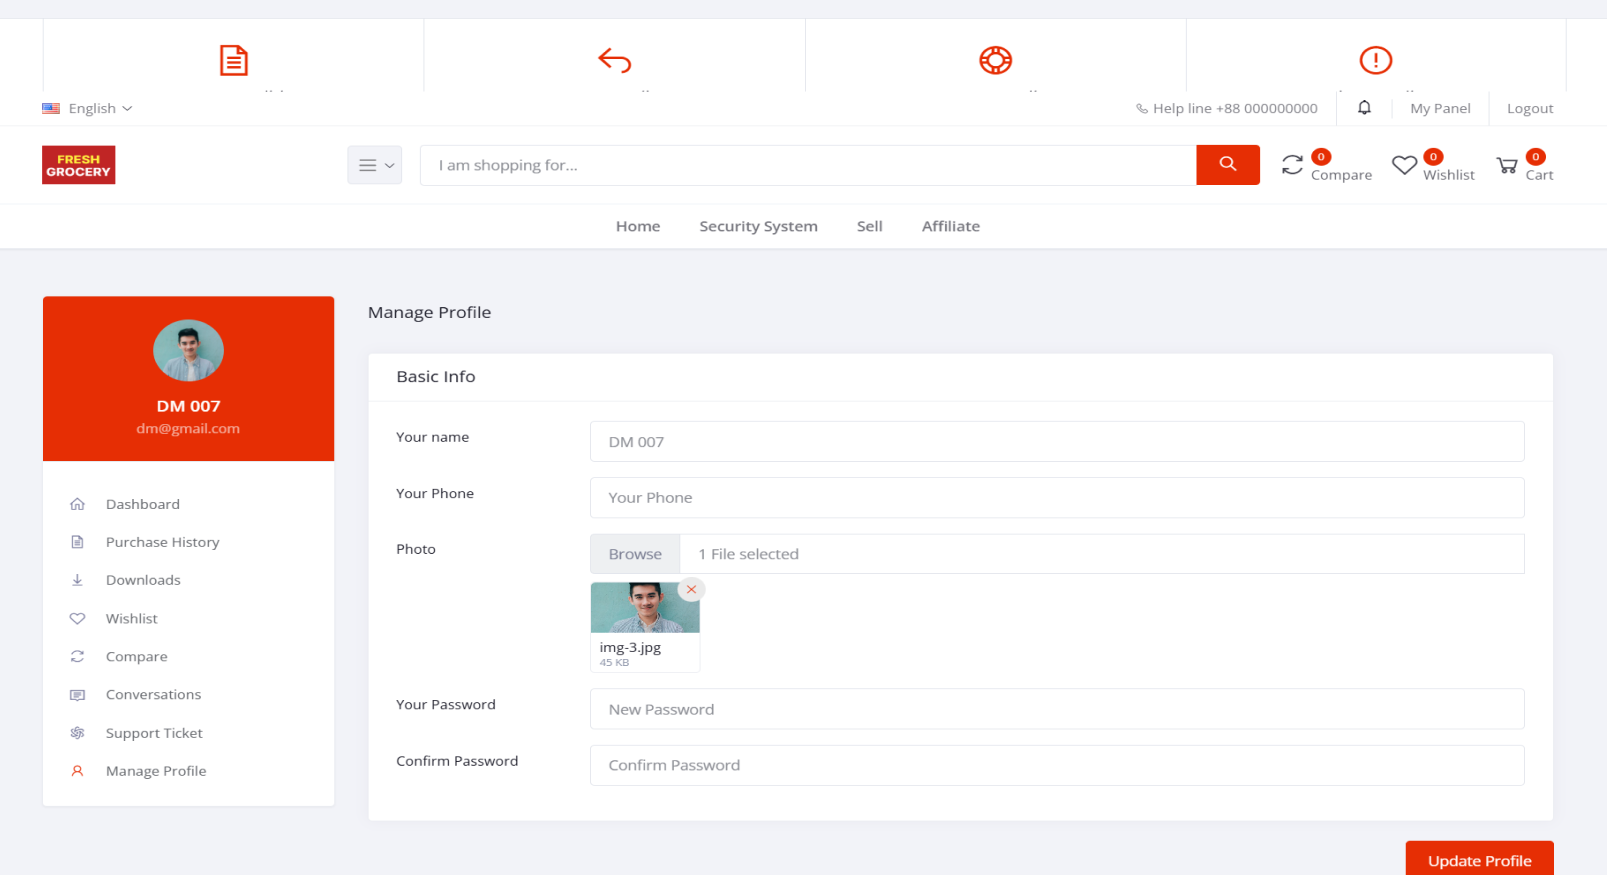 English
Help line +88 000000000
My Panel
Logout
FRESH
GROCERY
I am shopping for...
0
Compare
0
Wishlist
0
Cart
Home
Security System
Sell
Affiliate
DM 007
dm@gmail.com
Dashboard
Purchase History
Downloads
Wishlist
Compare
Conversations
Support Ticket
Manage Profile
Manage Profile
Basic Info
Your name
DM 007
Your Phone
Your Phone
Photo
Browse
1 File selected
img-3.jpg
45 KB
Your Password
New Password
Confirm Password
Confirm Password
Update Profile